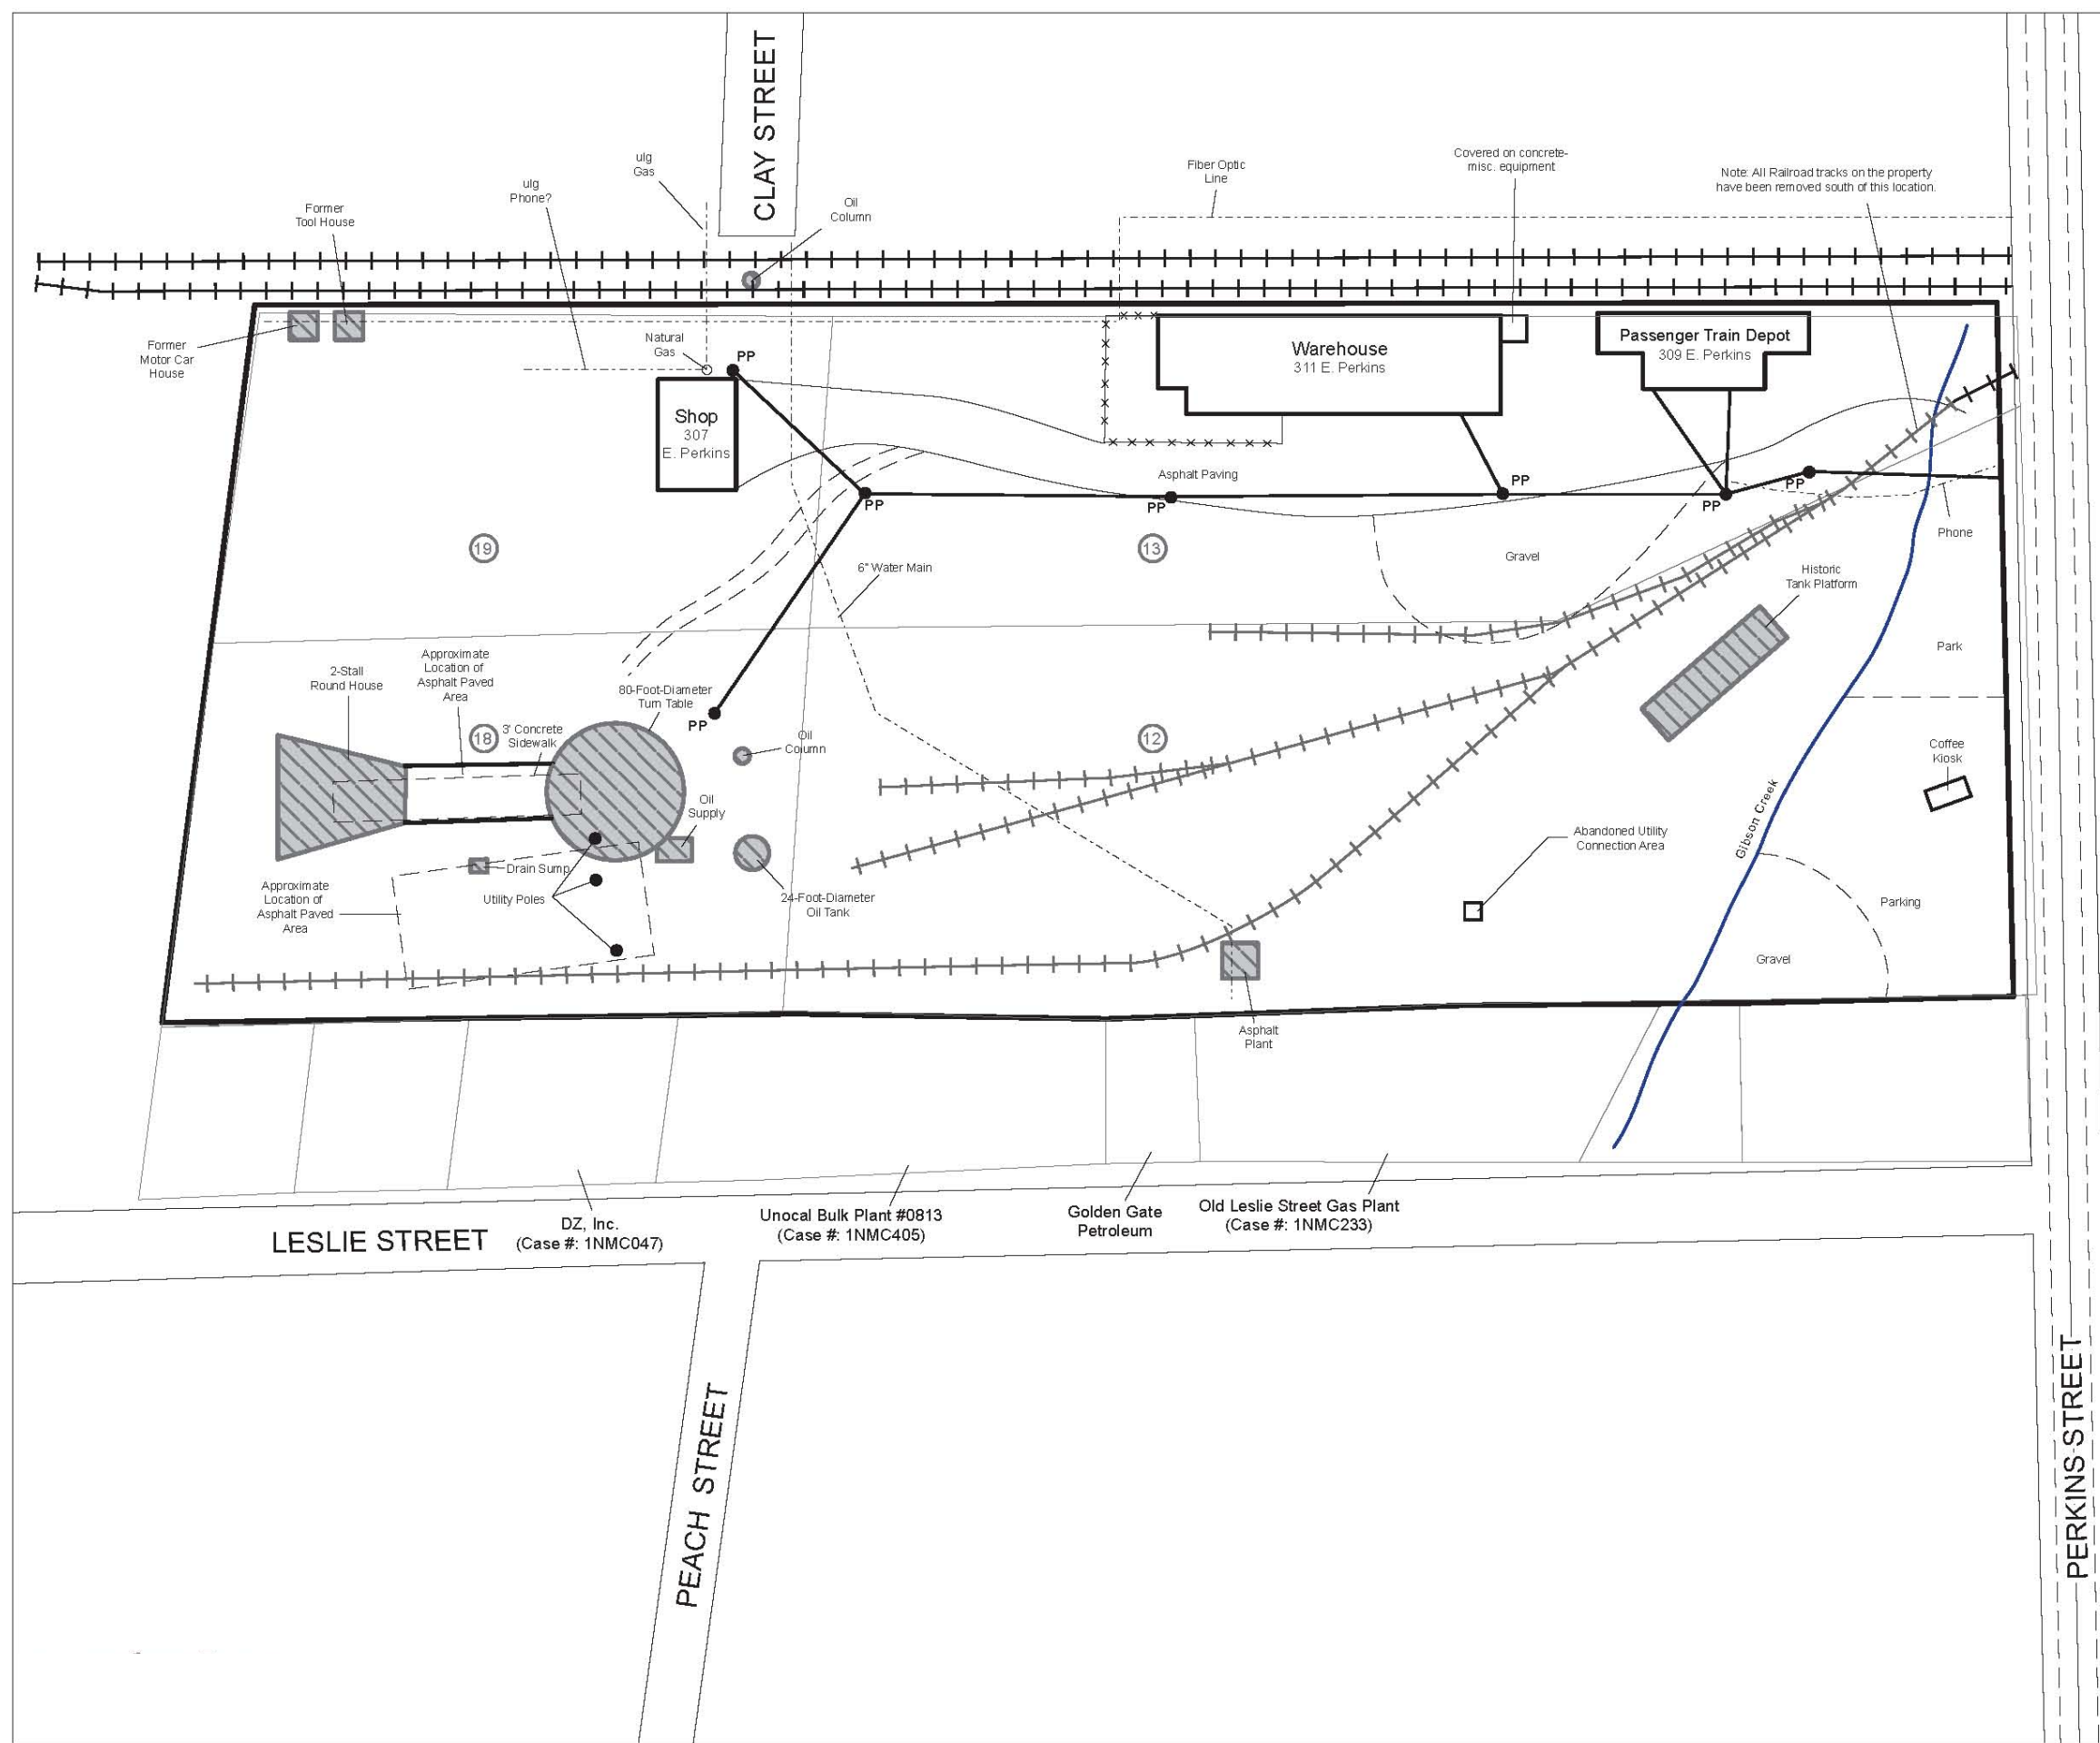 CLAY STREET
ulg
Gas
ulg
Phone?
Former
Tool House
Oil
Column
Fiber Optic
Line
Covered on concrete-
misc. equipment
Note: All Railroad tracks on the property
have been removed south of this location.
Former
Motor Car
House
Natural
Gas
PP
Shop
307
E. Perkins
Warehouse
311 E. Perkins
Passenger Train Depot
309 E. Perkins
Asphalt Paving
PP
PP
PP
PP
PP
Phone
19
13
6" Water Main
Gravel
Historic
Tank Platform
Park
2-Stall
Round House
Approximate
Location of
Asphalt Paved
Area
80-Foot-Diameter
Turn Table
PP
18
3' Concrete
Sidewalk
Oil
Column
12
Coffee
Kiosk
Oil
Supply
Gibson Creek
Abandoned Utility
Connection Area
Drain Sump
Utility Poles
Approximate
Location of
Asphalt Paved
Area
24-Foot-Diameter
Oil Tank
Parking
Gravel
Asphalt
Plant
LESLIE STREET
DZ, Inc.
(Case #: 1NMC047)
Unocal Bulk Plant #0813
(Case #: 1NMC405)
Golden Gate
Petroleum
Old Leslie Street Gas Plant
(Case #: 1NMC233)
PEACH STREET
PERKINS STREET